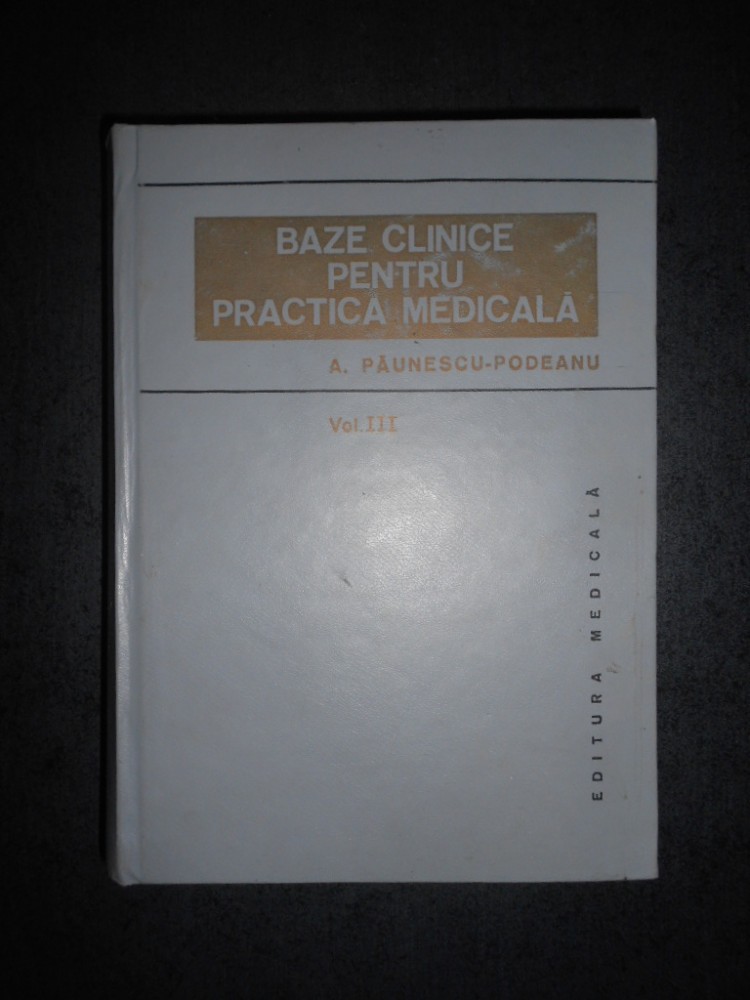 BAZE CLINICE
PENTRU
PRACTICA MEDICALĂ
A. PĂUNESCU-PODEANU
Vol. III
EDITURA MEDICALĂ